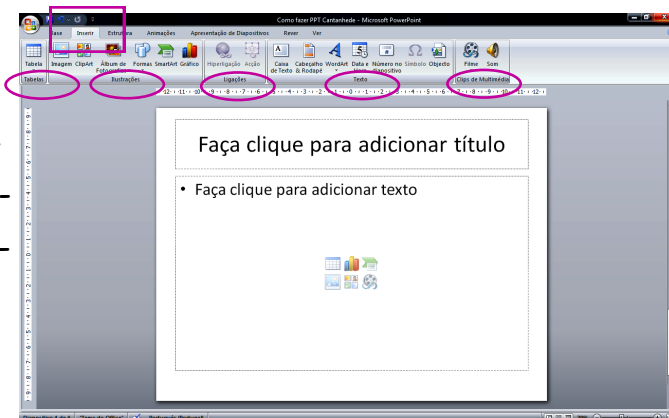 Como fazer PPT Cantanhede - Microsoft PowerPoint
Base Inserir Estrutura Animações Apresentação de Diapositivos Rever Ver
Tabela Imagem ClipArt Álbum de Fotografias Formas SmartArt Gráfico Hiperligação Acção Caixa de Texto Cabeçalho & Rodapé WordArt Data e Hora Número no Diapositivo Símbolo Objecto Filme Som
Tabelas Ilustrações Ligações Texto Clips de Multimédia
Faça clique para adicionar título
• Faça clique para adicionar texto